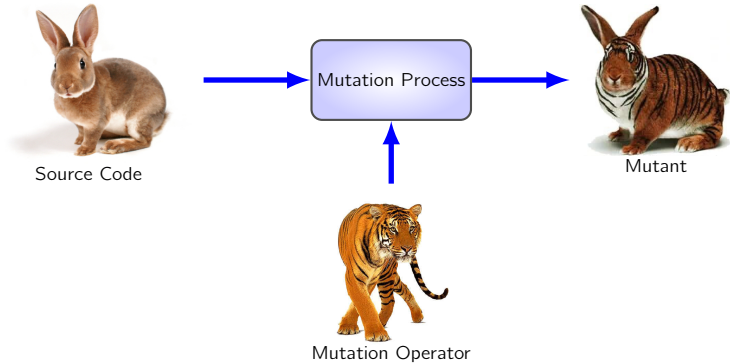 Mutation Process
Source Code
Mutant
Mutation Operator